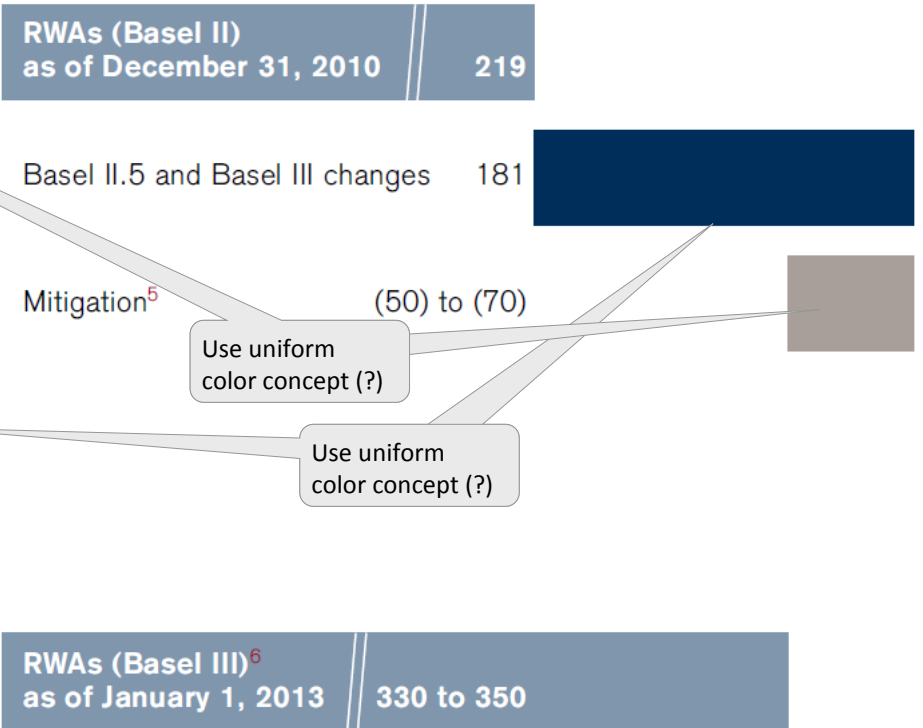 RWAs (Basel II)
as of December 31, 2010 219
Basel II.5 and Basel III changes 181
Mitigation5 (50) to (70)
Use uniform
color concept (?)
Use uniform
color concept (?)
RWAs (Basel III)6
as of January 1, 2013 330 to 350